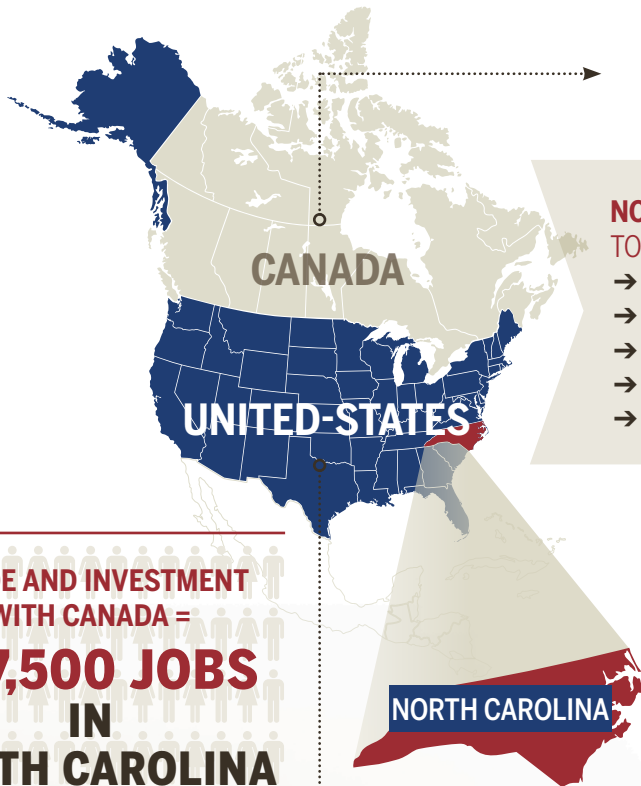 CANADA
NO
TO
→
→
→
→
→
UNITED-STATES
E AND INVESTMENT
WITH CANADA =
7,500 JOBS
IN
TH CAROLINA
NORTH CAROLINA